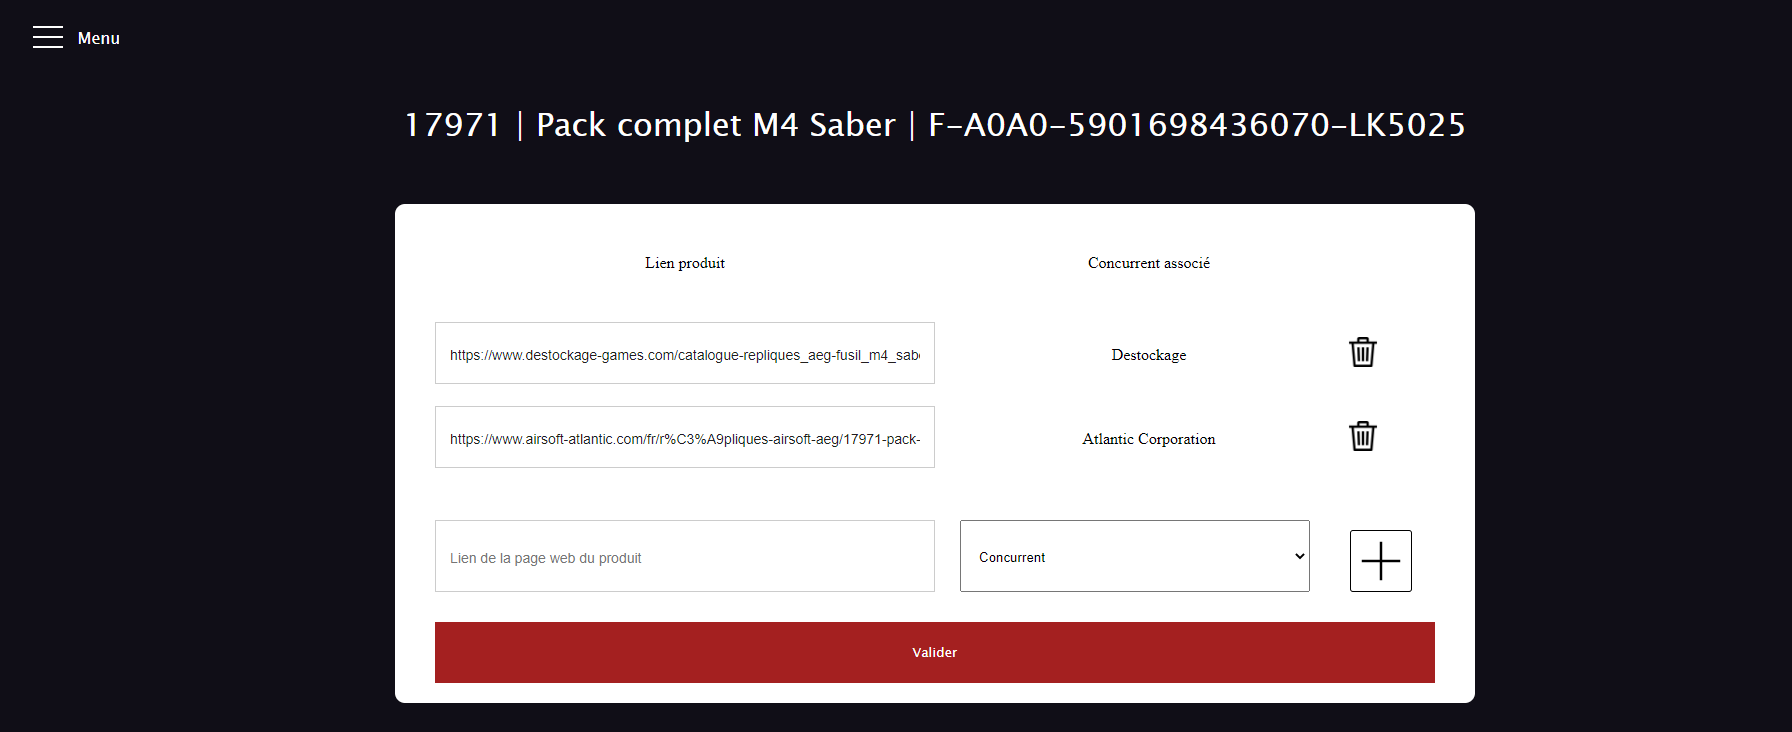 Menu
17971 | Pack complet M4 Saber | F-A0A0-5901698436070-LK5025
Lien produit Concurrent associé
https://www.destockage-games.com/catalogue-repliques_aeg-fusil_m4_sab Destockage
https://www.airsoft-atlantic.com/fr/r%C3%A9pliques-airsoft-aeg/17971-pack- Atlantic Corporation
Lien de la page web du produit Concurrent
Valider